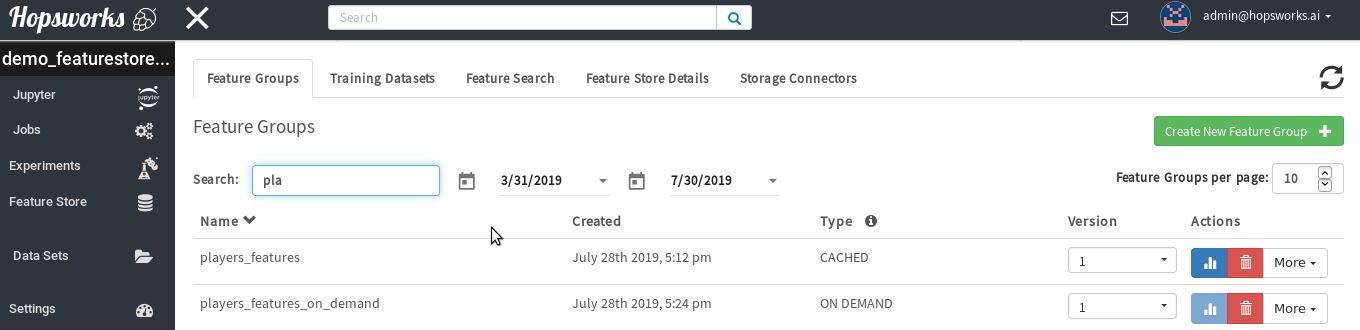 Hopsworks
Search
admin@hopsworks.ai
demo_featurestore...
Jupyter
jupyter
Jobs
Experiments
Feature Store
Data Sets
Settings
Feature Groups Training Datasets Feature Search Feature Store Details Storage Connectors
Feature Groups
Create New Feature Group
Search: pla 3/31/2019 7/30/2019 Feature Groups per page: 10
Name Created Type Version Actions
players_features July 28th 2019, 5:12 pm CACHED 1 More
players_features_on_demand July 28th 2019, 5:24 pm ON DEMAND 1 More